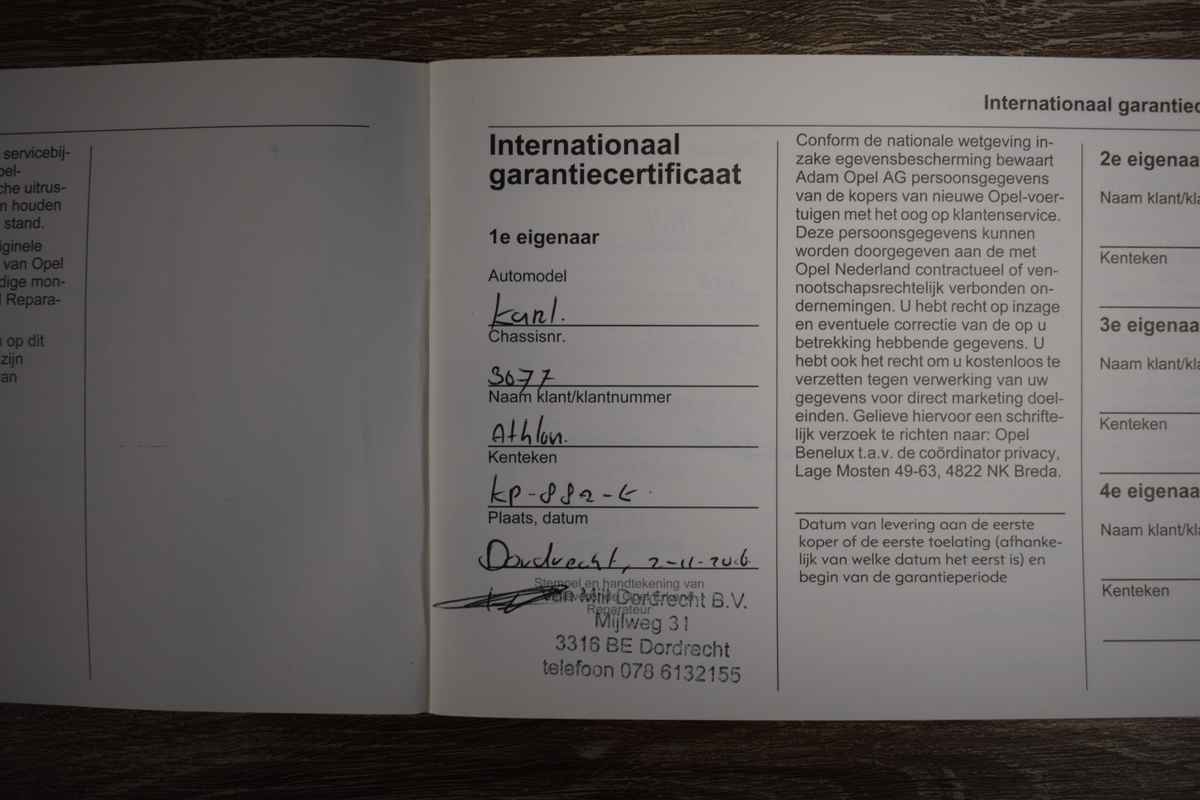 servicebij-
pel-
che uitrus-
n houden
stand.
iginele
van Opel
dige mon-
l Repara-
op dit
zijn
an
Internationaal garantiec
Internationaal
garantiecertificaat
1e eigenaar
Automodel
Karl.
Chassisnr.
3077
Naam klant/klantnummer
Athlon.
Kenteken
KP-882-
Plaats, datum
Dordrecht, 2-11-2016
Stempel en handtekening van
Reparateur
van Mill Dordrecht B.V.
Mijlweg 31
3316 BE Dordrecht
telefoon 078 6132155
Conform de nationale wetgeving in-
zake egevensbescherming bewaart
Adam Opel AG persoonsgegevens
van de kopers van nieuwe Opel-voer-
tuigen met het oog op klantenservice.
Deze persoonsgegevens kunnen
worden doorgegeven aan de met
Opel Nederland contractueel of ven-
nootschapsrechtelijk verbonden on-
dernemingen. U hebt recht op inzage
en eventuele correctie van de op u
betrekking hebbende gegevens. U
hebt ook het recht om u kostenloos te
verzetten tegen verwerking van uw
gegevens voor direct marketing doel-
einden. Gelieve hiervoor een schrifte-
lijk verzoek te richten naar: Opel
Benelux t.a.v. de coördinator privacy,
Lage Mosten 49-63, 4822 NK Breda.
Datum van levering aan de eerste
koper of de eerste toelating (afhanke-
lijk van welke datum het eerst is) en
begin van de garantieperiode
2e eigenaa
Naam klant/kla
Kenteken
3e eigenaa
Naam klant/kla
Kenteken
4e eigenaa
Naam klant/kla
Kenteken